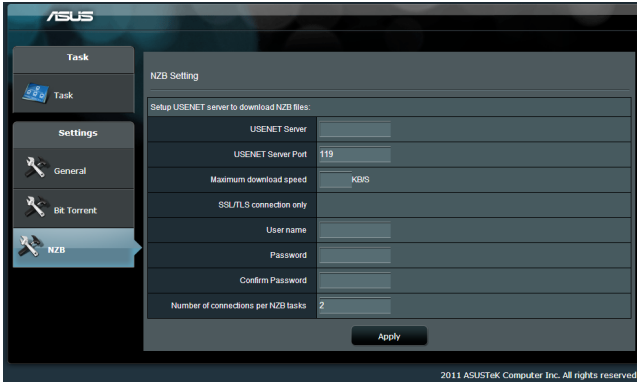 ASUS
Task
Task
Settings
General
Bit Torrent
NZB
NZB Setting
Setup USENET server to download NZB files:
USENET Server
USENET Server Port 119
Maximum download speed KB/S
SSL/TLS connection only
User name
Password
Confirm Password
Number of connections per NZB tasks 2
Apply
2011 ASUSTeK Computer Inc. All rights reserved